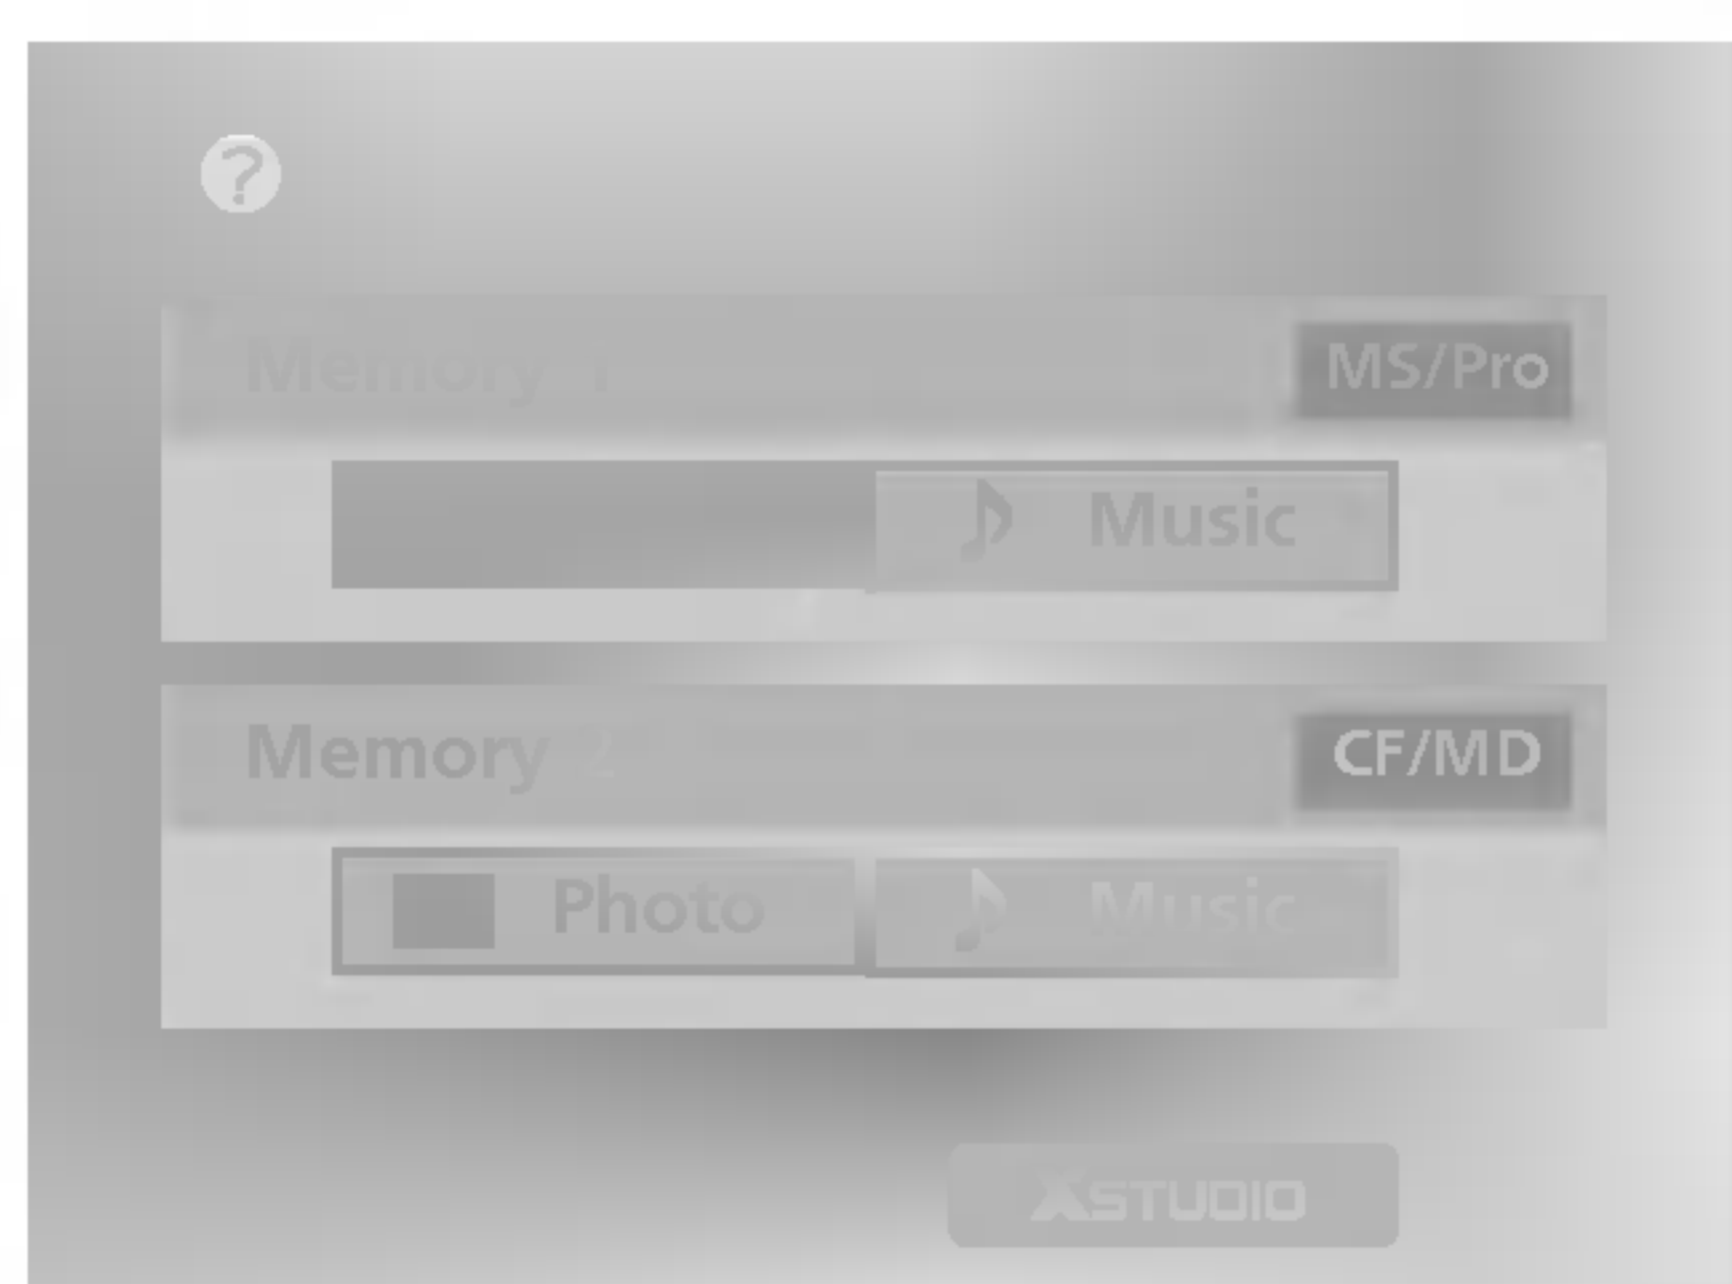 ?
Memory 1 MS/Pro
Music
Memory 2 CF/MD
Photo Music
XSTUDIO